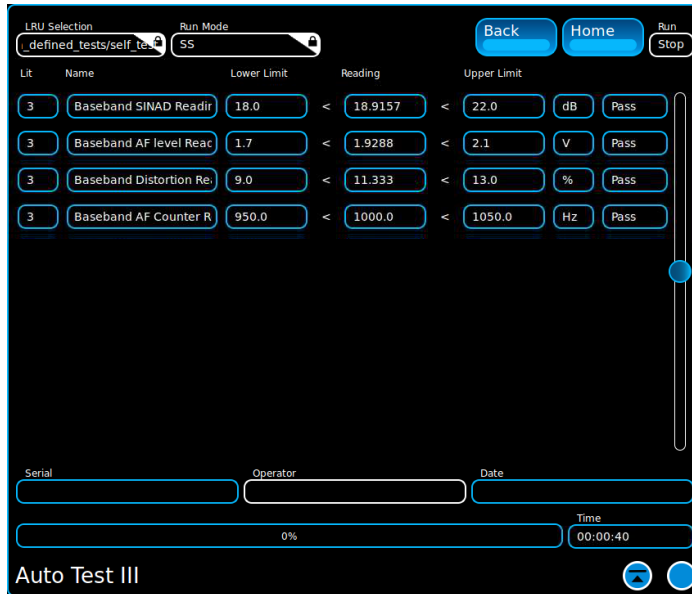 LRU Selection Run Mode Run
_defined_tests/self_test SS Back Home Stop
Lit Name Lower Limit Reading Upper Limit
3 Baseband SINAD Readin 18.0 < 18.9157 < 22.0 dB Pass
3 Baseband AF level Reac 1.7 < 1.9288 < 2.1 V Pass
3 Baseband Distortion Re 9.0 < 11.333 < 13.0 % Pass
3 Baseband AF Counter R 950.0 < 1000.0 < 1050.0 Hz Pass
Serial Operator Date
Time
0% 00:00:40
Auto Test III